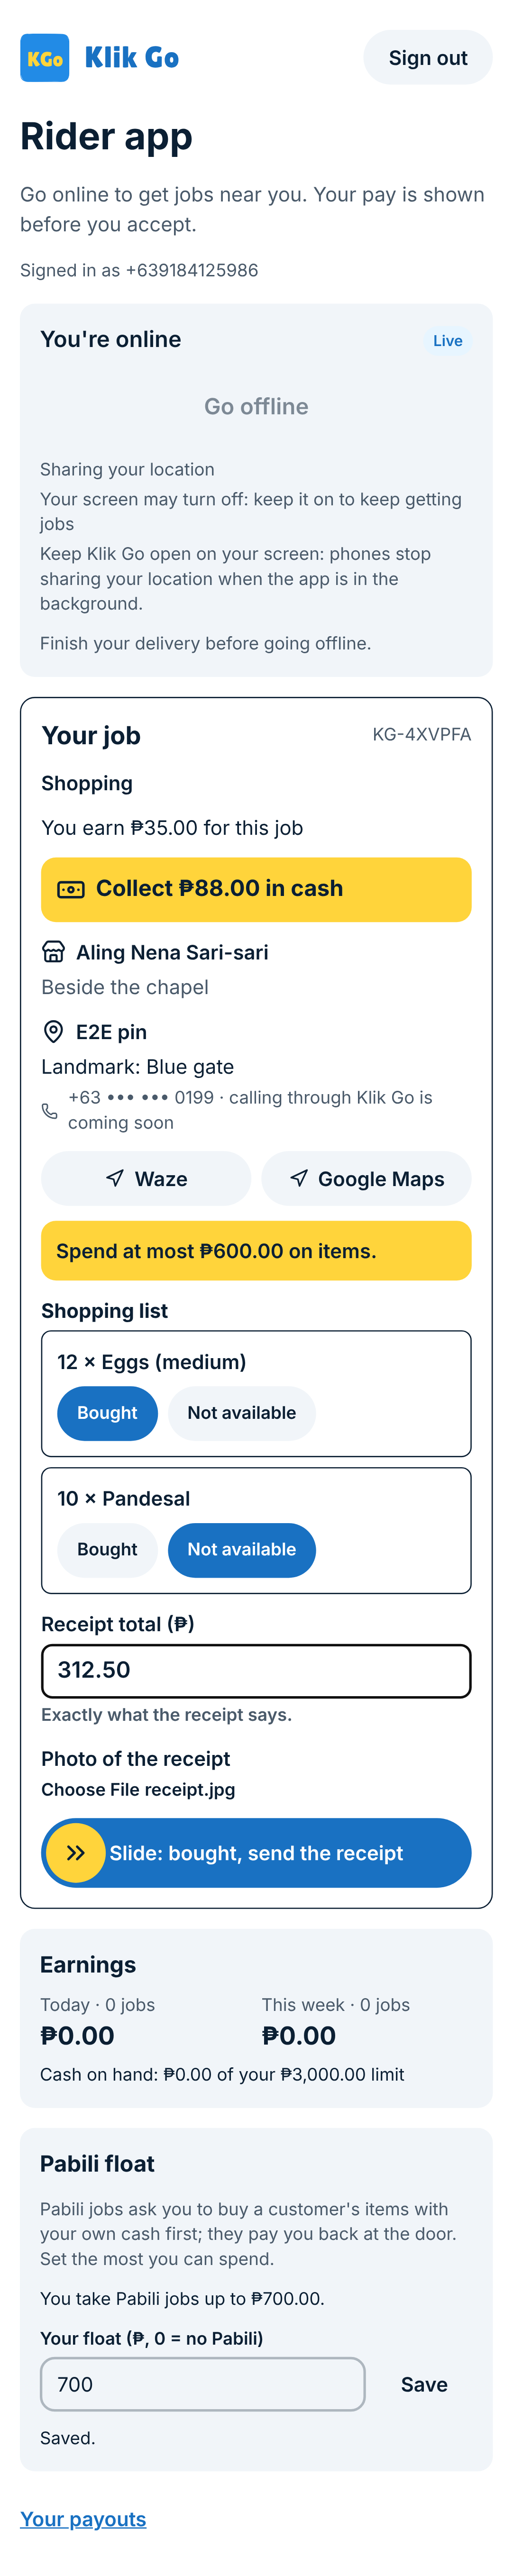 KGo Klik Go
Sign out
Rider app
Go online to get jobs near you. Your pay is shown
before you accept.
Signed in as +639184125986
You're online
Live
Go offline
Sharing your location
Your screen may turn off: keep it on to keep getting
jobs
Keep Klik Go open on your screen: phones stop
sharing your location when the app is in the
background.
Finish your delivery before going offline.
Your job
KG-4XVPFA
Shopping
You earn ₱35.00 for this job
Collect ₱88.00 in cash
Aling Nena Sari-sari
Beside the chapel
E2E pin
Landmark: Blue gate
+63 ••• ••• 0199 · calling through Klik Go is
coming soon
Waze
Google Maps
Spend at most ₱600.00 on items.
Shopping list
12 × Eggs (medium)
Bought
Not available
10 × Pandesal
Bought
Not available
Receipt total (₱)
312.50
Exactly what the receipt says.
Photo of the receipt
Choose File receipt.jpg
Slide: bought, send the receipt
Earnings
Today · 0 jobs
This week · 0 jobs
₱0.00
₱0.00
Cash on hand: ₱0.00 of your ₱3,000.00 limit
Pabili float
Pabili jobs ask you to buy a customer's items with
your own cash first; they pay you back at the door.
Set the most you can spend.
You take Pabili jobs up to ₱700.00.
Your float (₱, 0 = no Pabili)
700
Save
Saved.
Your payouts